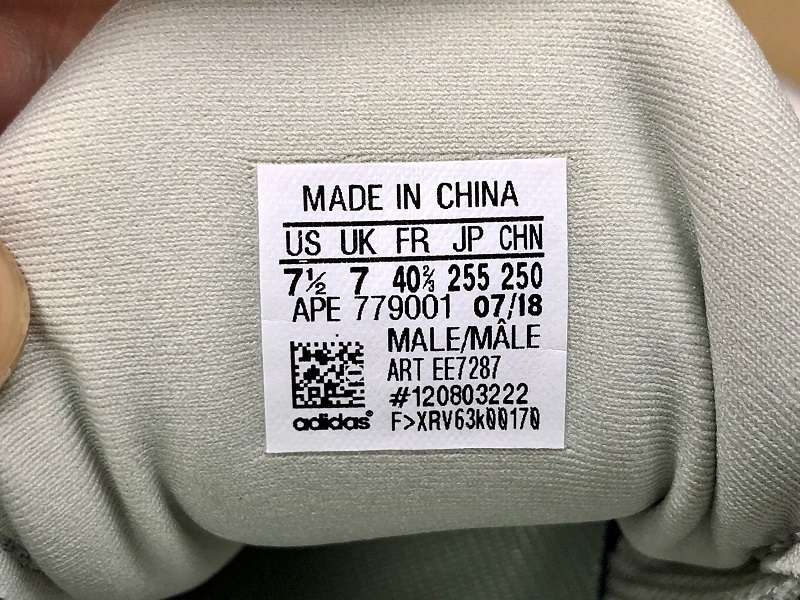 MADE IN CHINA
US UK FR JP CHN
7½ 7 40⅔ 255 250
APE 779001 07/18
MALE/MÂLE
ART EE7287
#120803222
adidas® F>XRV63k00170